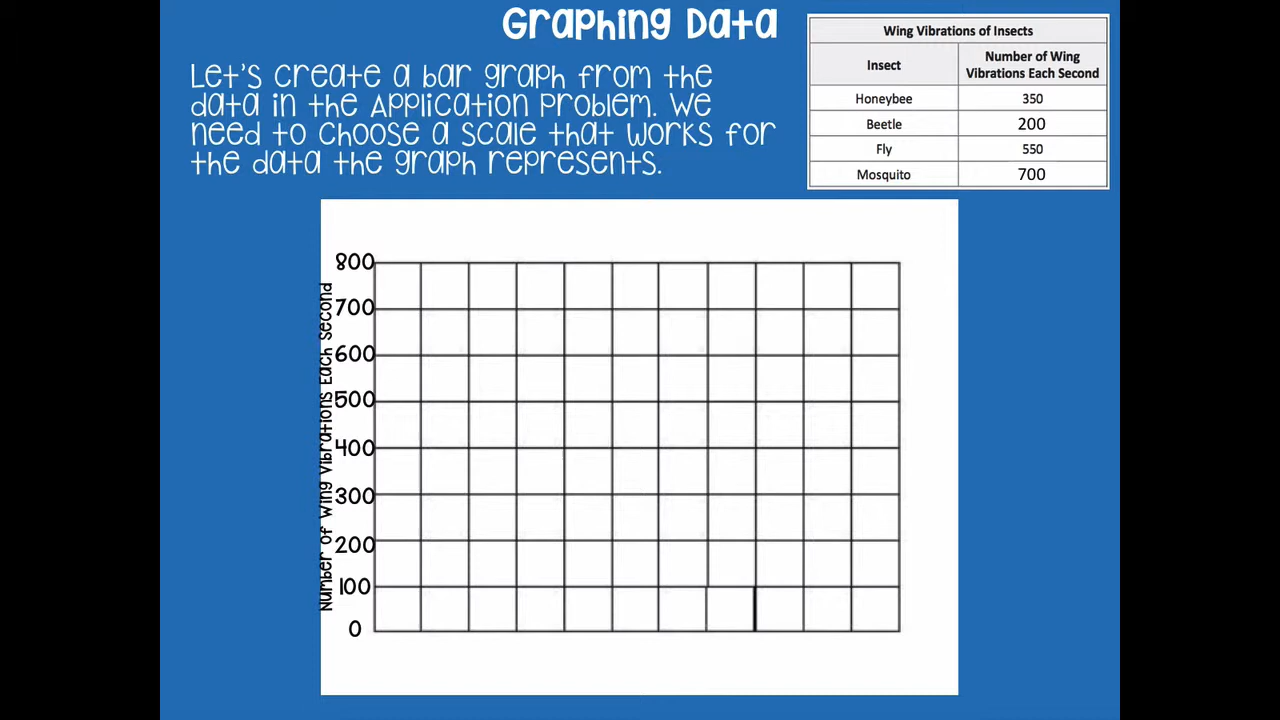 Graphing Data
Let's create a bar graph from the
data in the Application Problem. We
need to choose a scale that works for
the data the graph represents.
Wing Vibrations of Insects
Insect
Number of Wing
Vibrations Each Second
Honeybee 350
Beetle 200
Fly 550
Mosquito 700
Number of Wing Vibrations Each Second
800
700
600
500
400
300
200
100
0